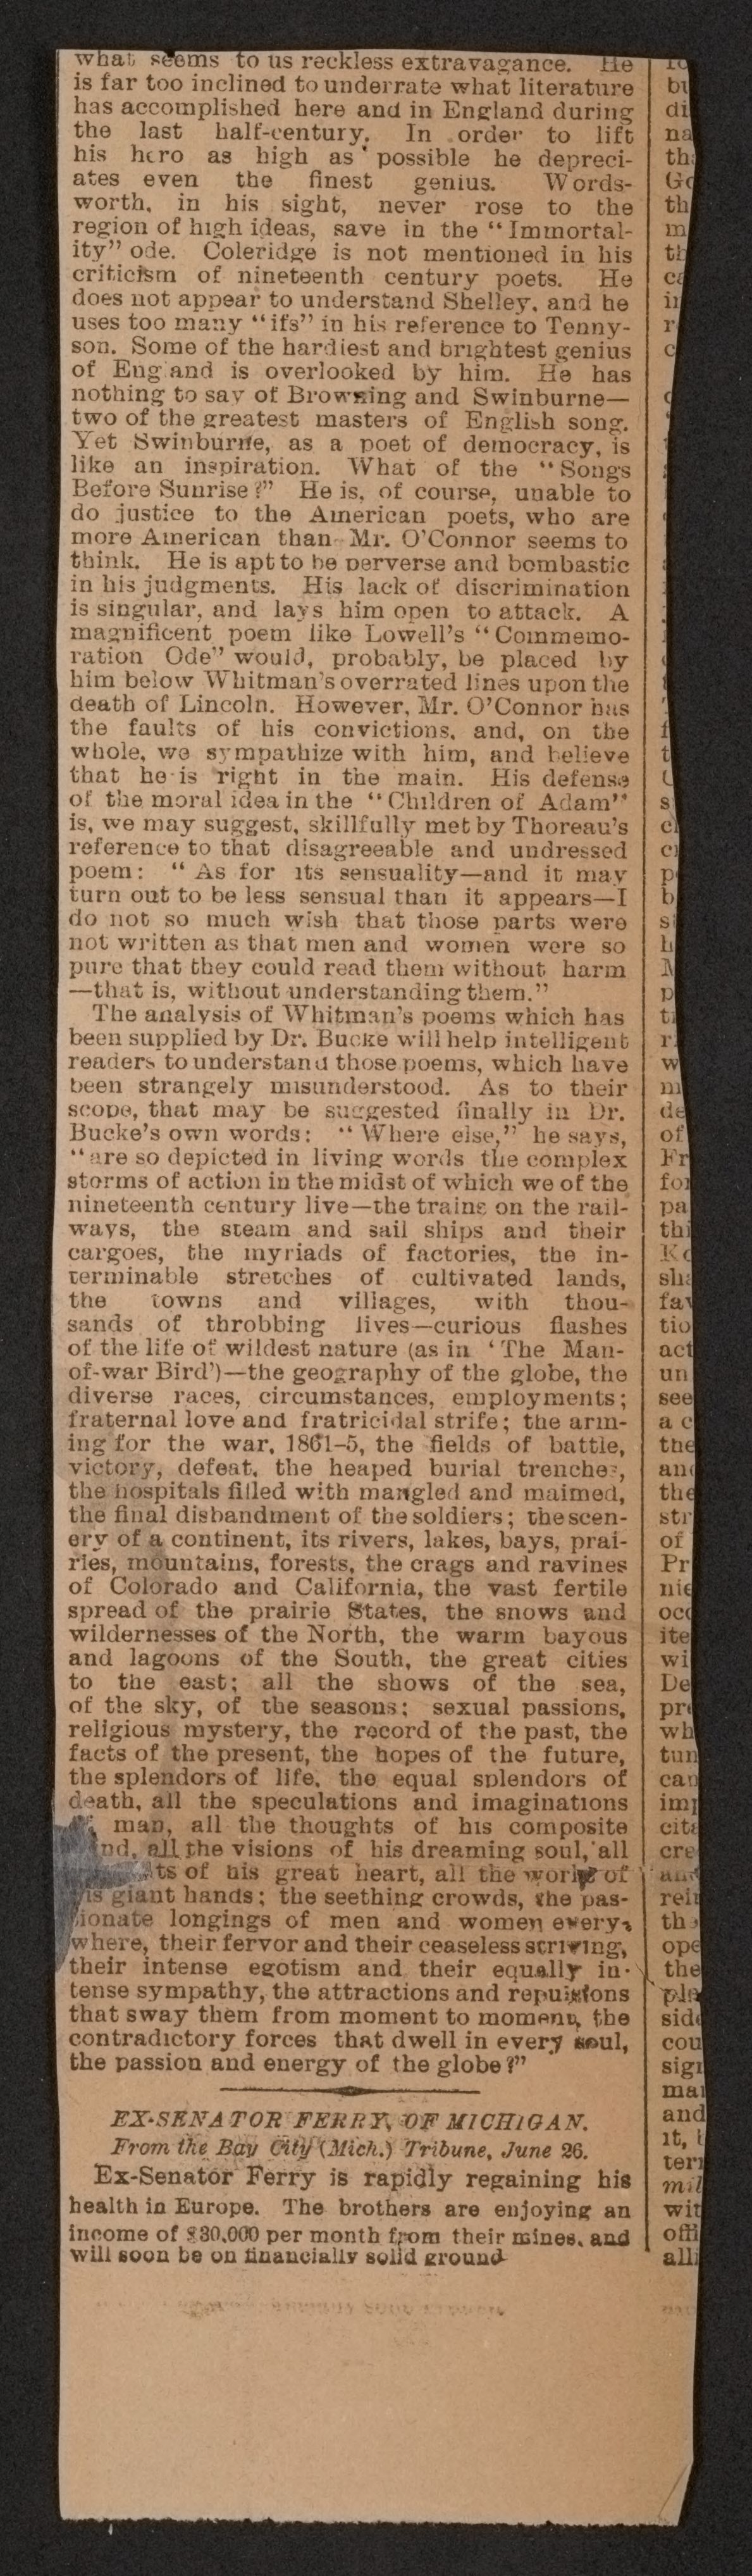 what seems to us reckless extravagance. He
is far too inclined to underrate what literature
has accomplished here and in England during
the last half-century. In order to lift
his hero as high as possible he depreci-
ates even the finest genius. Words-
worth, in his sight, never rose to the
region of high ideas, save in the "Immortal-
ity" ode. Coleridge is not mentioned in his
criticism of nineteenth century poets. He
does not appear to understand Shelley, and he
uses too many "ifs" in his reference to Tenny-
son. Some of the hardiest and brightest genius
of England is overlooked by him. He has
nothing to say of Browning and Swinburne—
two of the greatest masters of English song.
Yet Swinburne, as a poet of democracy, is
like an inspiration. What of the "Songs
Before Sunrise?" He is, of course, unable to
do justice to the American poets, who are
more American than Mr. O'Connor seems to
think. He is apt to be perverse and bombastic
in his judgments. His lack of discrimination
is singular, and lays him open to attack. A
magnificent poem like Lowell's "Commemo-
ration Ode" would, probably, be placed by
him below Whitman's overrated lines upon the
death of Lincoln. However, Mr. O'Connor has
the faults of his convictions, and, on the
whole, we sympathize with him, and believe
that he is right in the main. His defense
of the moral idea in the "Children of Adam"
is, we may suggest, skillfully met by Thoreau's
reference to that disagreeable and undressed
poem: "As for its sensuality—and it may
turn out to be less sensual than it appears—I
do not so much wish that those parts were
not written as that men and women were so
pure that they could read them without harm
—that is, without understanding them."
The analysis of Whitman's poems which has
been supplied by Dr. Bucke will help intelligent
readers to understand those poems, which have
been strangely misunderstood. As to their
scope, that may be suggested finally in Dr.
Bucke's own words: "Where else," he says,
"are so depicted in living words the complex
storms of action in the midst of which we of the
nineteenth century live—the trains on the rail-
ways, the steam and sail ships and their
cargoes, the myriads of factories, the in-
terminable stretches of cultivated lands,
the towns and villages, with thou-
sands of throbbing lives—curious flashes
of the life of wildest nature (as in 'The Man-
of-war Bird')—the geography of the globe, the
diverse races, circumstances, employments;
fraternal love and fratricidal strife; the arm-
ing for the war, 1861-5, the fields of battle,
victory, defeat, the heaped burial trenches,
the hospitals filled with mangled and maimed,
the final disbandment of the soldiers; the scen-
ery of a continent, its rivers, lakes, bays, prai-
ries, mountains, forests, the crags and ravines
of Colorado and California, the vast fertile
spread of the prairie States, the snows and
wildernesses of the North, the warm bayous
and lagoons of the South, the great cities
to the east; all the shows of the sea,
of the sky, of the seasons; sexual passions,
religious mystery, the record of the past, the
facts of the present, the hopes of the future,
the splendors of life, the equal splendors of
death, all the speculations and imaginations
man, all the thoughts of his composite
all the visions of his dreaming soul, all
of his great heart, all the works of
his giant hands; the seething crowds, the pas-
sionate longings of men and women every-
where, their fervor and their ceaseless striving,
their intense egotism and their equally in-
tense sympathy, the attractions and repulsions
that sway them from moment to moment, the
contradictory forces that dwell in every soul,
the passion and energy of the globe?"
EX-SENATOR FERRY, OF MICHIGAN.
From the Bay City (Mich.) Tribune, June 26.
Ex-Senator Ferry is rapidly regaining his
health in Europe. The brothers are enjoying an
income of $30,000 per month from their mines, and
will soon be on financially solid ground